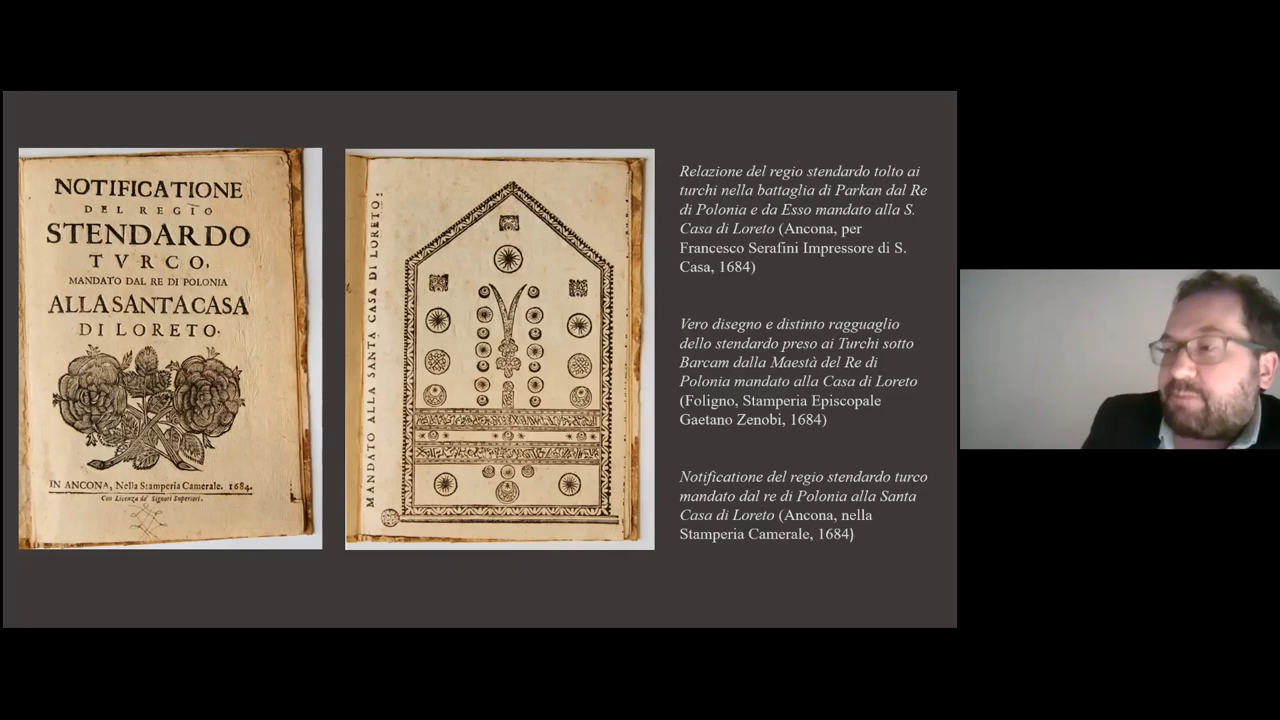 NOTIFICATIONE
DEL REGIO
STENDARDO
TVRCO,
MANDATO DAL RE DI POLONIA
ALLA SANTA CASA
DI LORETO.
IN ANCONA, Nella Stamperia Camerale. 1684.
Con Licenza de' Signori Superiori.
MANDATO ALLA SANTA CASA DI LORETO:
Relazione del regio stendardo tolto ai
turchi nella battaglia di Parkan dal Re
di Polonia e da Esso mandato alla S.
Casa di Loreto (Ancona, per
Francesco Serafini Impressore di S.
Casa, 1684)
Vero disegno e distinto ragguaglio
dello stendardo preso ai Turchi sotto
Barcam dalla Maestà del Re di
Polonia mandato alla Casa di Loreto
(Foligno, Stamperia Episcopale
Gaetano Zenobi, 1684)
Notificatione del regio stendardo turco
mandato dal re di Polonia alla Santa
Casa di Loreto (Ancona, nella
Stamperia Camerale, 1684)